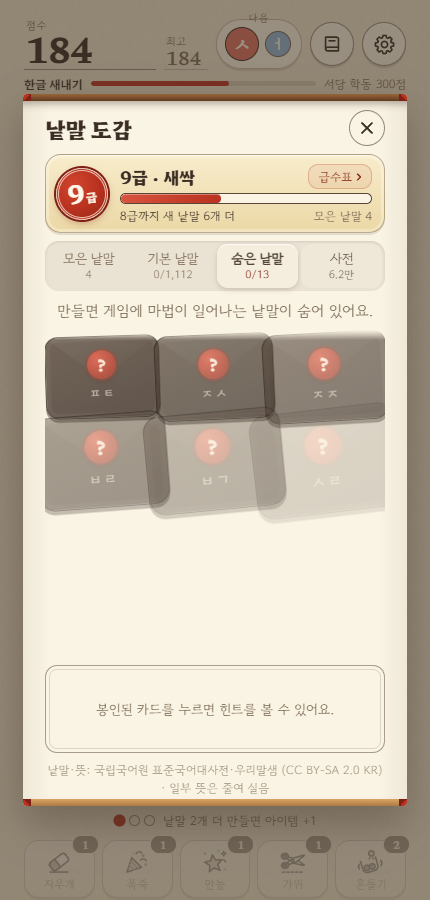 점수
184
최고
184
다음
ㅅ
ㅓ
한글 새내기
서당 학동 300점
낱말 도감
9급
9급 · 새싹
급수표 >
8급까지 새 낱말 6개 더
모은 낱말 4
모은 낱말
4
기본 낱말
0/1,112
숨은 낱말
0/13
사전
6.2만
만들면 게임에 마법이 일어나는 낱말이 숨어 있어요.
?
ㅍㅌ
?
ㅈㅅ
?
ㅈㅈ
?
ㅂㄹ
?
ㅂㄱ
?
ㅅㄹ
봉인된 카드를 누르면 힌트를 볼 수 있어요.
낱말·뜻: 국립국어원 표준국어대사전·우리말샘 (CC BY-SA 2.0 KR)
· 일부 뜻은 줄여 실음
낱말 2개 더 만들면 아이템 +1
1
지우개
1
폭죽
1
만능
1
가위
2
흔들기